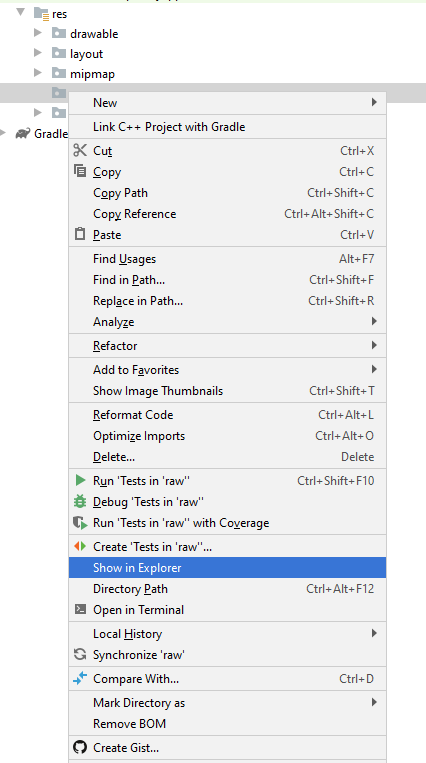 res
drawable
layout
mipmap
Gradle
New
Link C++ Project with Gradle
Cut Ctrl+X
Copy Ctrl+C
Copy Path Ctrl+Shift+C
Copy Reference Ctrl+Alt+Shift+C
Paste Ctrl+V
Find Usages Alt+F7
Find in Path... Ctrl+Shift+F
Replace in Path... Ctrl+Shift+R
Analyze
Refactor
Add to Favorites
Show Image Thumbnails Ctrl+Shift+T
Reformat Code Ctrl+Alt+L
Optimize Imports Ctrl+Alt+O
Delete... Delete
Run 'Tests in 'raw'' Ctrl+Shift+F10
Debug 'Tests in 'raw''
Run 'Tests in 'raw'' with Coverage
Create 'Tests in 'raw''...
Show in Explorer
Directory Path Ctrl+Alt+F12
Open in Terminal
Local History
Synchronize 'raw'
Compare With... Ctrl+D
Mark Directory as
Remove BOM
Create Gist...